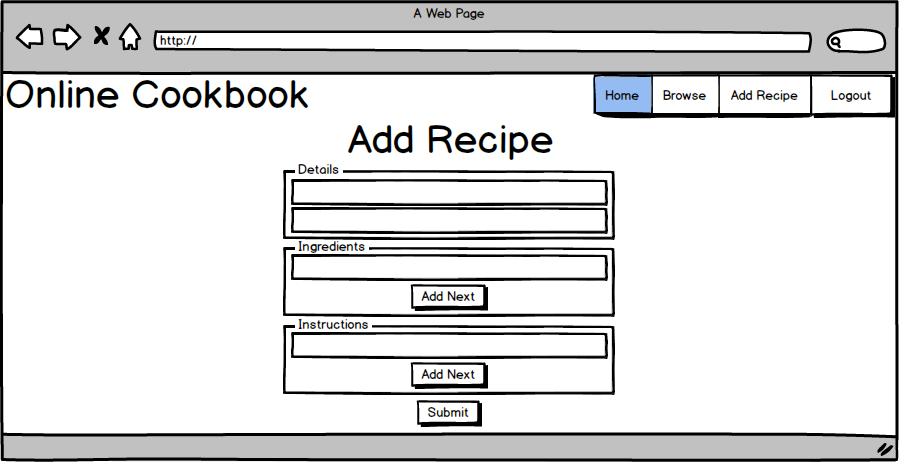 A Web Page
http://
Online Cookbook
Home Browse Add Recipe Logout
Add Recipe
Details
Ingredients
Add Next
Instructions
Add Next
Submit